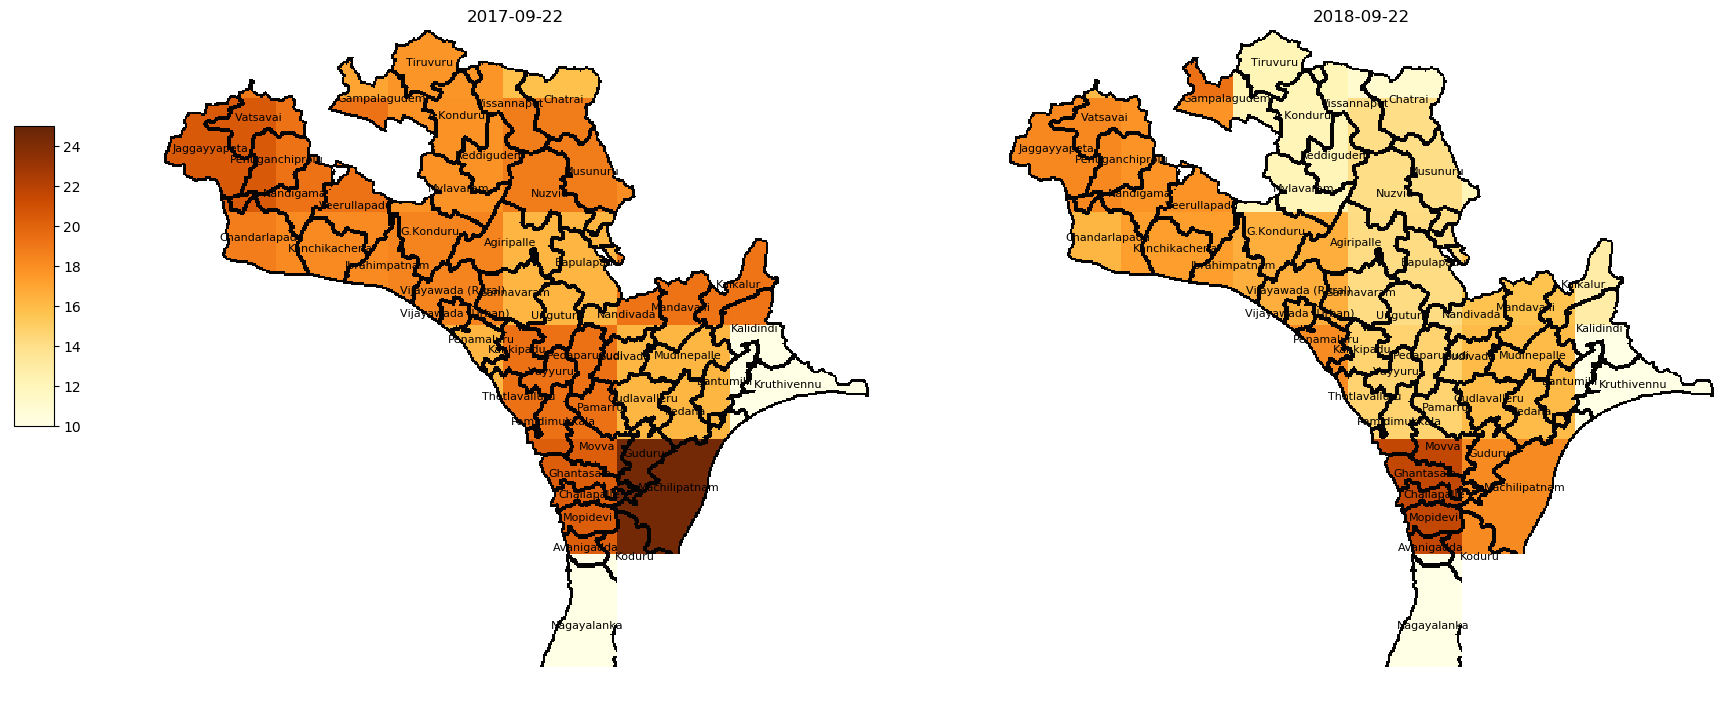 2017-09-22
2018-09-22
24
22
20
18
16
14
12
10
Tiruvuru
Gampalagudem
Vissannapet
Chatrai
A.Konduru
Vatsavai
Jaggayyapeta
Penuganchiprolu
Reddigudem
Musunuru
Nandigama
Mylavaram
Nuzvid
Veerullapadu
Chandarlapadu
G.Konduru
Kanchikacherla
Agiripalle
Ibrahimpatnam
Bapulapadu
Vijayawada (Rural)
Gannavaram
Kaikalur
Mandavalli
Vijayawada (Urban)
Unguturu
Nandivada
Kalidindi
Penamaluru
Kankipadu
Pedaparupudi
Gudivada
Mudinepalle
Vayyuru
Bantumilli
Kruthivennu
Thotlavalluru
Gudlavalleru
Pamarru
Pedana
Pamidimukkala
Movva
Guduru
Ghantasala
Machilipatnam
Challapalle
Mopidevi
Avanigadda
Koduru
Nagayalanka
Tiruvuru
Gampalagudem
Vissannapet
Chatrai
A.Konduru
Vatsavai
Jaggayyapeta
Penuganchiprolu
Reddigudem
Musunuru
Nandigama
Mylavaram
Nuzvid
Veerullapadu
Chandarlapadu
G.Konduru
Kanchikacherla
Agiripalle
Ibrahimpatnam
Bapulapadu
Vijayawada (Rural)
Gannavaram
Kaikalur
Mandavalli
Vijayawada (Urban)
Unguturu
Nandivada
Kalidindi
Penamaluru
Kankipadu
Pedaparupudi
Gudivada
Mudinepalle
Vayyuru
Bantumilli
Kruthivennu
Thotlavalluru
Gudlavalleru
Pamarru
Pedana
Pamidimukkala
Movva
Guduru
Ghantasala
Machilipatnam
Challapalle
Mopidevi
Avanigadda
Koduru
Nagayalanka